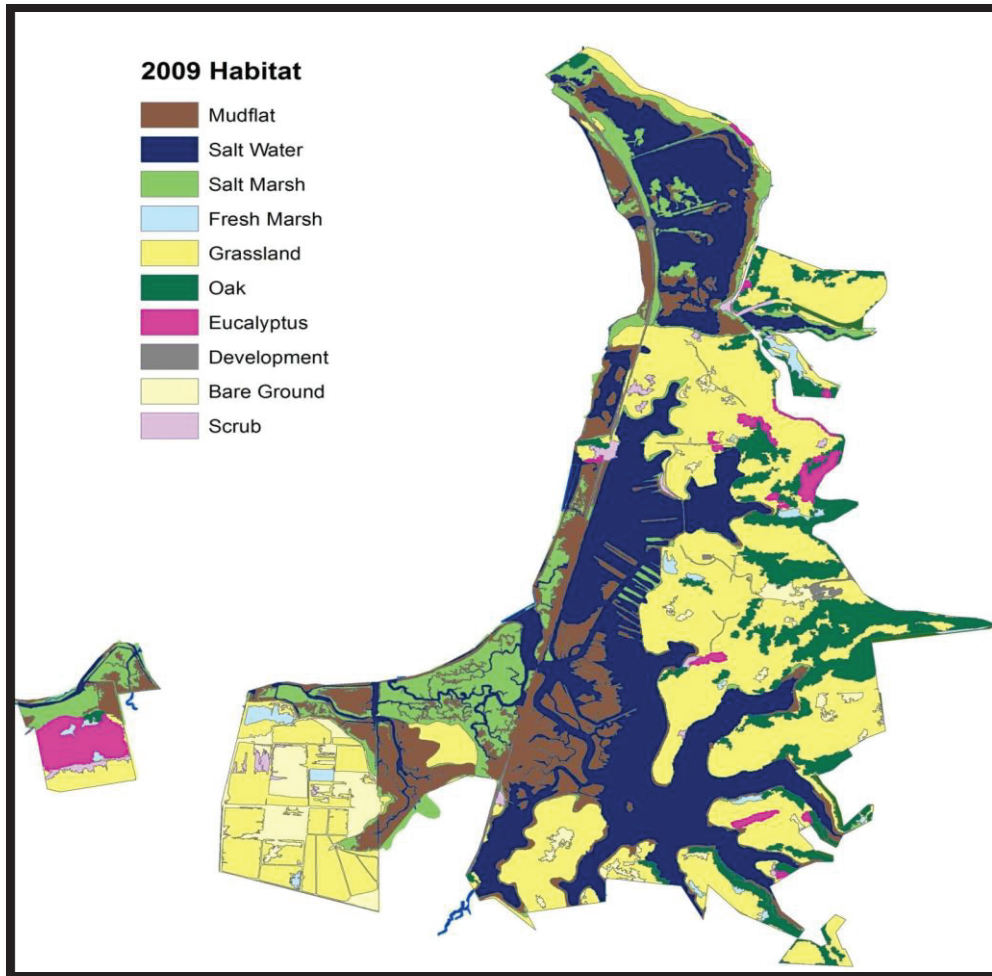 2009 Habitat
Mudflat
Salt Water
Salt Marsh
Fresh Marsh
Grassland
Oak
Eucalyptus
Development
Bare Ground
Scrub